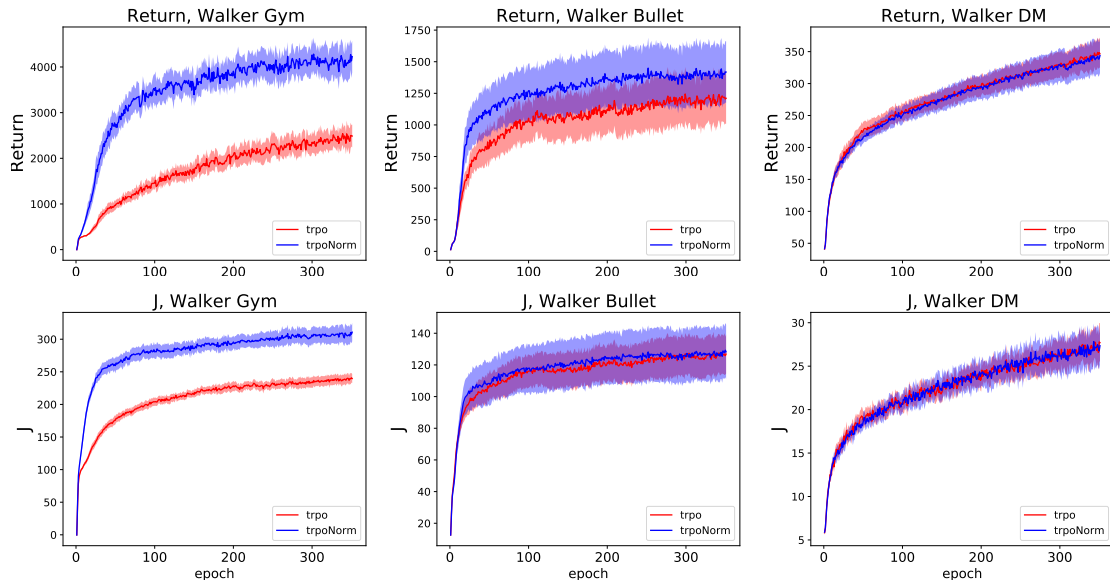 Return, Walker Gym
Return
4000
3000
2000
1000
0
0
100
200
300
trpo
trpoNorm
Return, Walker Bullet
Return
1750
1500
1250
1000
750
500
250
0
0
100
200
300
trpo
trpoNorm
Return, Walker DM
Return
350
300
250
200
150
100
50
0
100
200
300
trpo
trpoNorm
J, Walker Gym
J
300
250
200
150
100
50
0
0
100
200
300
epoch
trpo
trpoNorm
J, Walker Bullet
J
140
120
100
80
60
40
20
0
100
200
300
epoch
trpo
trpoNorm
J, Walker DM
J
30
25
20
15
10
5
0
100
200
300
epoch
trpo
trpoNorm